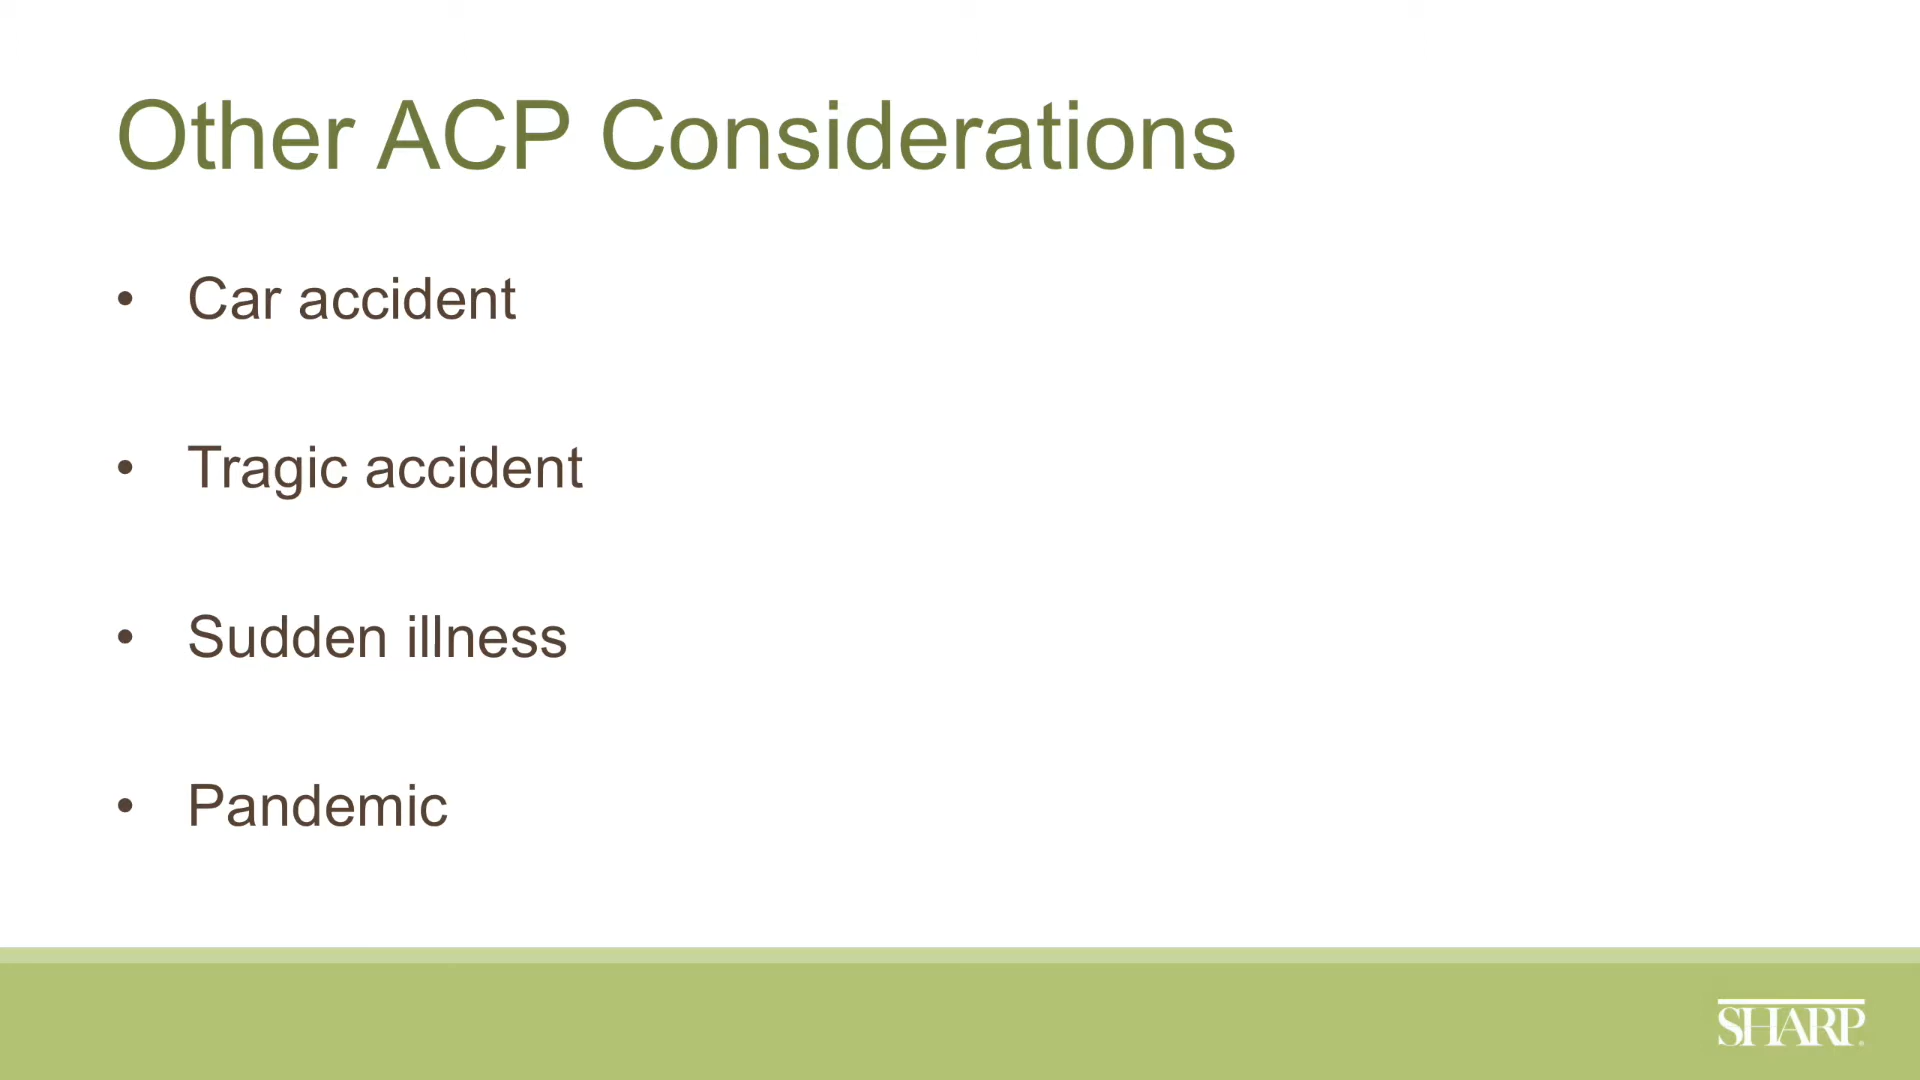 Other ACP Considerations
• Car accident
• Tragic accident
• Sudden illness
• Pandemic
SHARP®